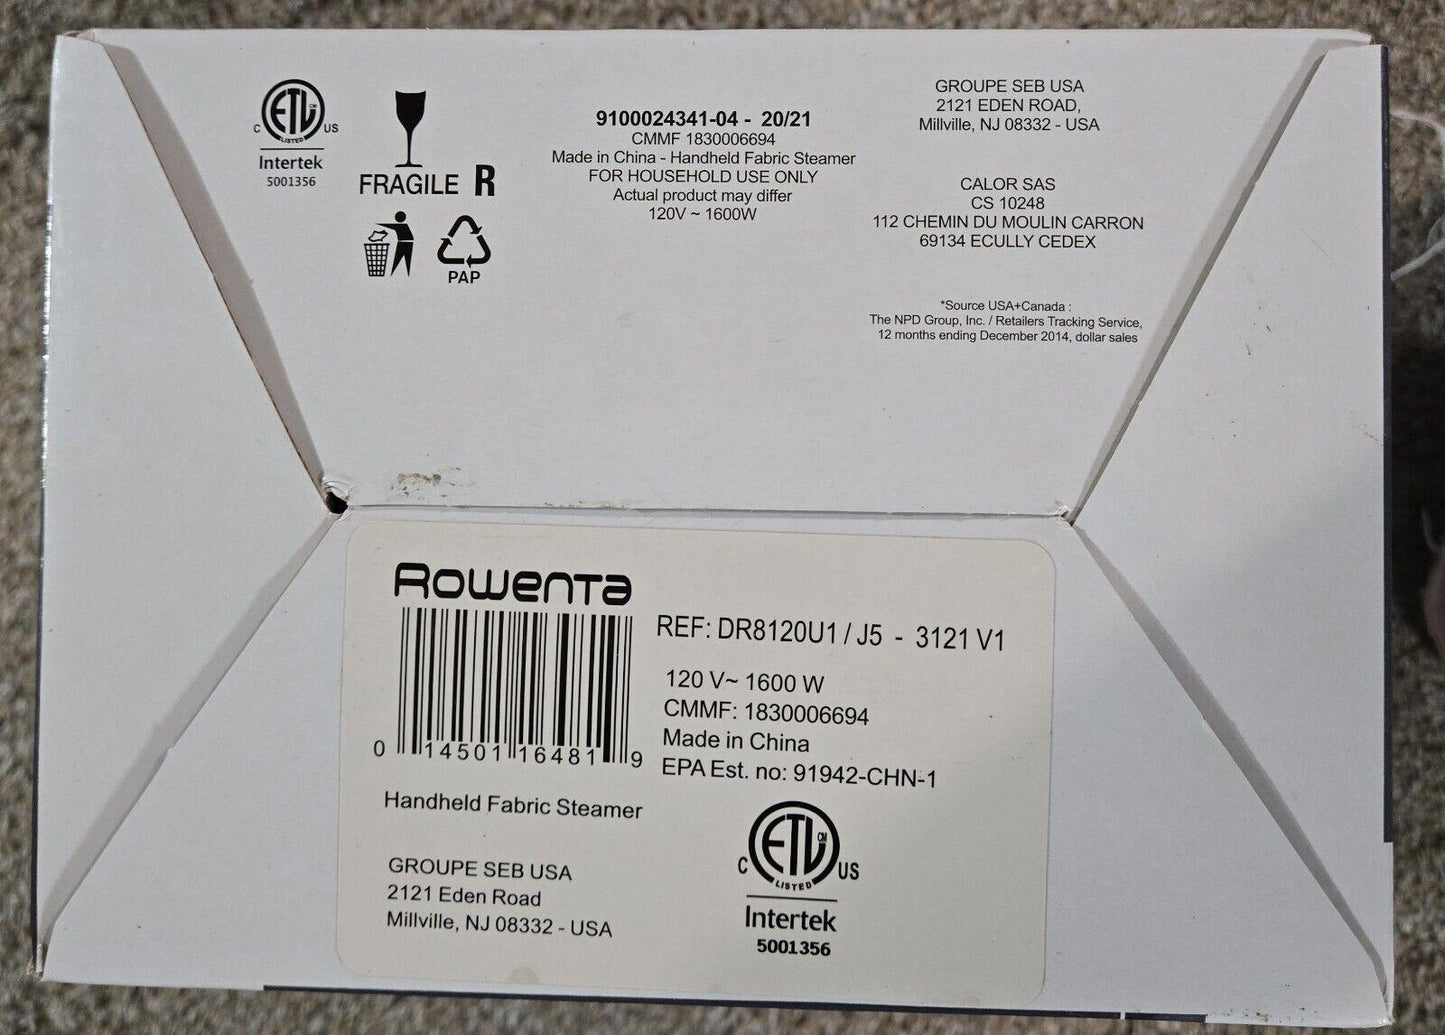 ETL CM
LISTED
C US
Intertek
5001356
FRAGILE R
PAP
9100024341-04 - 20/21
CMMF 1830006694
Made in China - Handheld Fabric Steamer
FOR HOUSEHOLD USE ONLY
Actual product may differ
120V ~ 1600W
GROUPE SEB USA
2121 EDEN ROAD,
Millville, NJ 08332 - USA
CALOR SAS
CS 10248
112 CHEMIN DU MOULIN CARRON
69134 ECULLY CEDEX
*Source USA+Canada :
The NPD Group, Inc. / Retailers Tracking Service,
12 months ending December 2014, dollar sales
ROWENTA
0 14501 16481 9
Handheld Fabric Steamer
GROUPE SEB USA
2121 Eden Road
Millville, NJ 08332 - USA
REF: DR8120U1 / J5 - 3121 V1
120 V~ 1600 W
CMMF: 1830006694
Made in China
EPA Est. no: 91942-CHN-1
ETL CM
LISTED
C US
Intertek
5001356